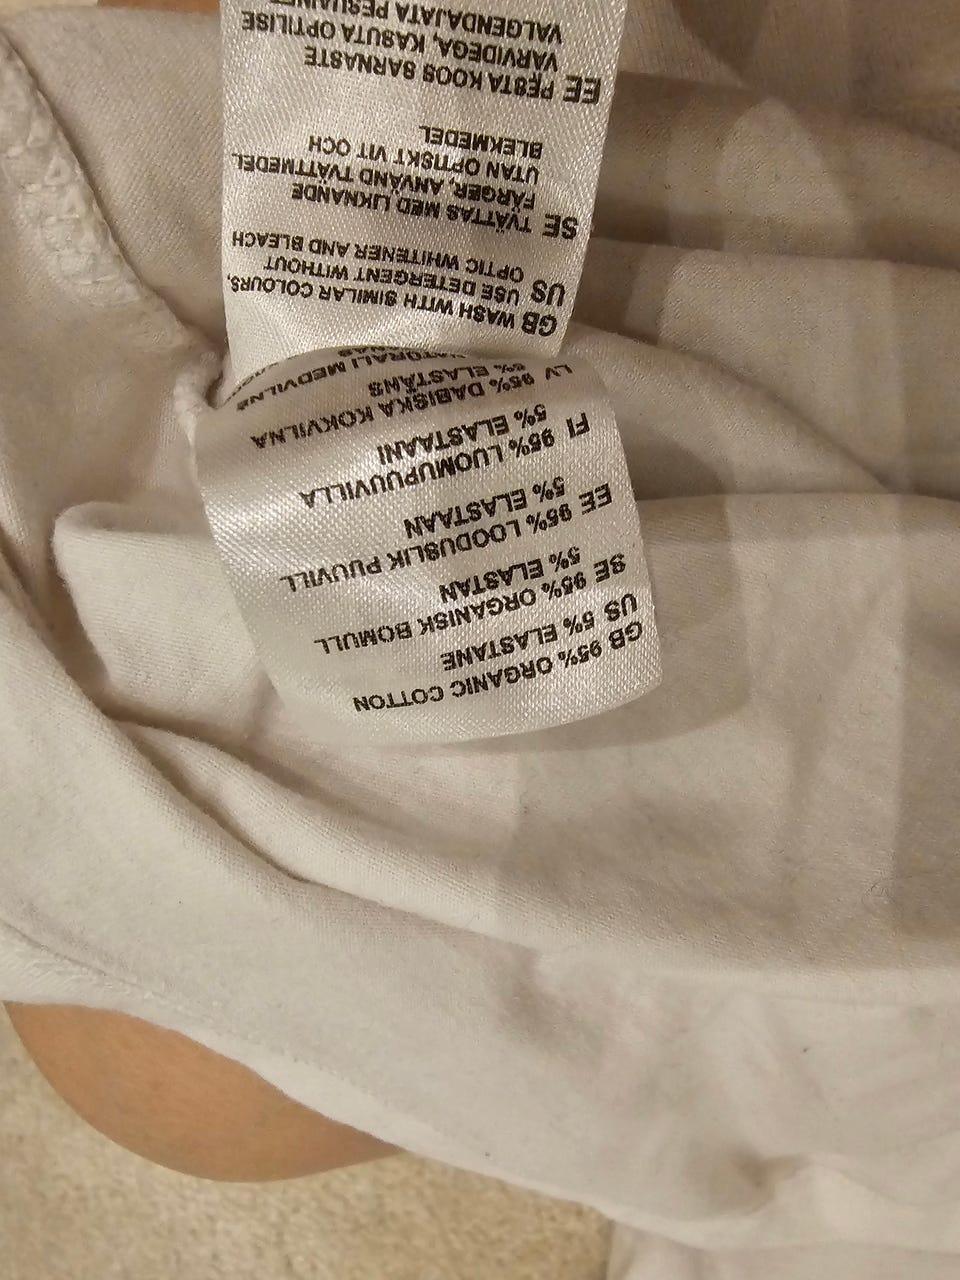 GB 95% ORGANIC COTTON
US 5% ELASTANE
SE 95% ORGANISK BOMULL
5% ELASTAN
EE 95% LOODUSLIK PUUVILL
5% ELASTAAN
FI 95% LUOMUPUUVILLA
5% ELASTAANI
LV 95% DABISKA KOKVILNA
5% ELASTĀNS
MEDVILNĖ
GB WASH WITH SIMILAR COLOURS,
US USE DETERGENT WITHOUT
OPTIC WHITENER AND BLEACH
SE TVÄTTAS MED LIKNANDE
FÄRGER, ANVÄND TVÄTTMEDEL
UTAN OPTISKT VIT OCH
BLEKMEDEL
EE PESTA KOOS SARNASTE
VÄRVIDEGA, KASUTA OPTILISE
VALGENDAJATA